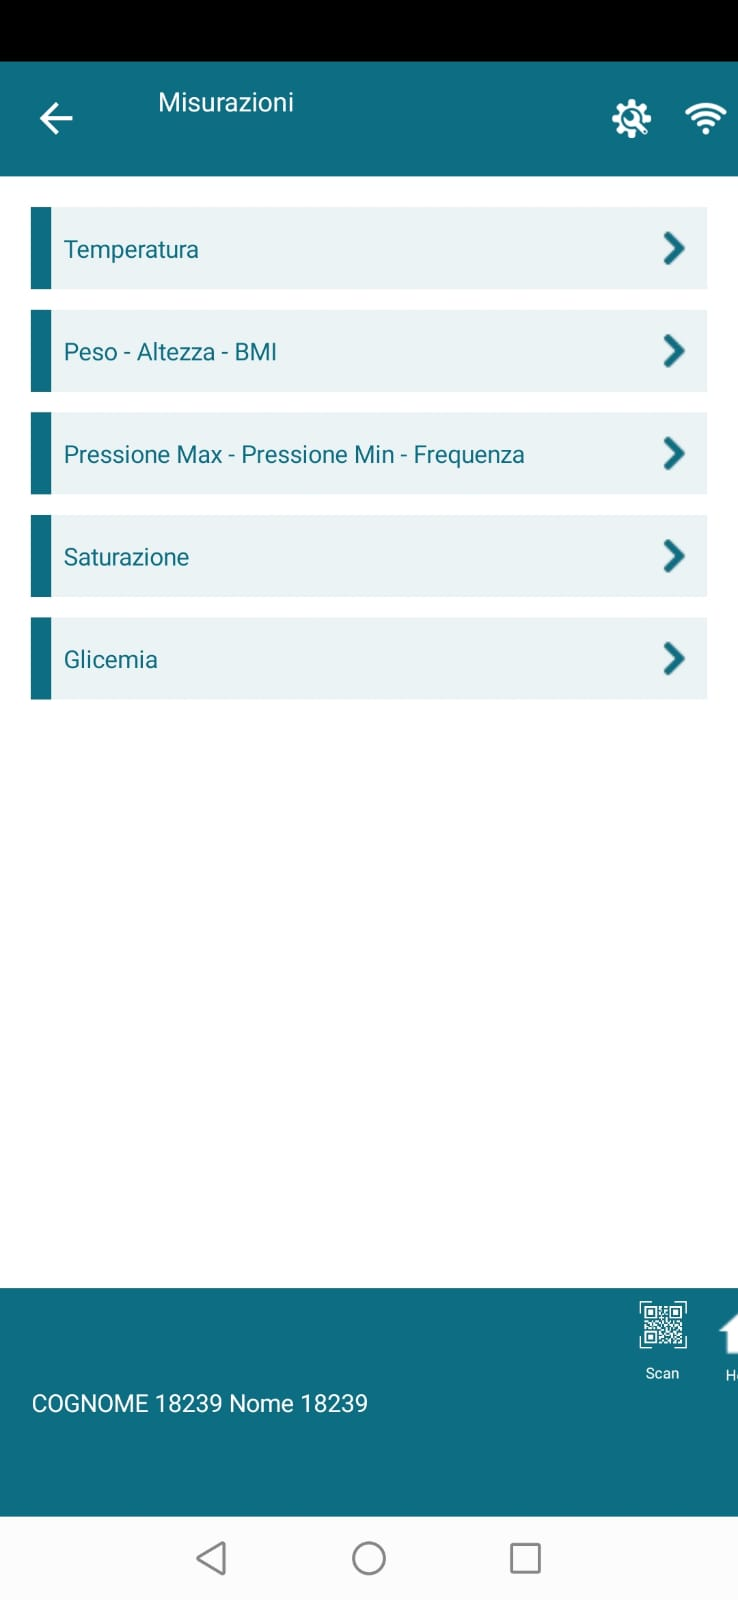 Misurazioni
Temperatura
Peso - Altezza - BMI
Pressione Max - Pressione Min - Frequenza
Saturazione
Glicemia
Scan
COGNOME 18239 Nome 18239